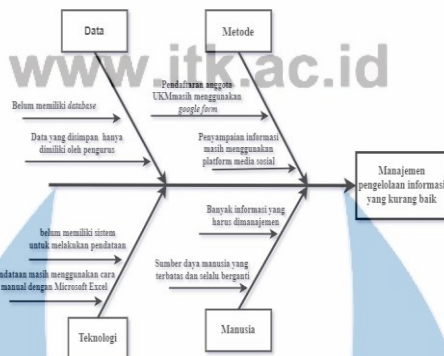 Data
Metode
www.itk.ac.id
Belum memiliki database
Data yang disimpan hanya
dimiliki oleh pengurus
Pendaftaran anggota
UKMmasih menggunakan
google form
Penyampaian informasi
masih menggunakan
platform media sosial
Manajemen
pengelolaan informasi
yang kurang baik
belum memiliki sistem
untuk melakukan pendataan
ndataan masih menggunakan cara
manual dengan Microsoft Excel
Banyak informasi yang
harus dimanajemen
Sumber daya manusia yang
terbatas dan selalu berganti
Teknologi
Manusia